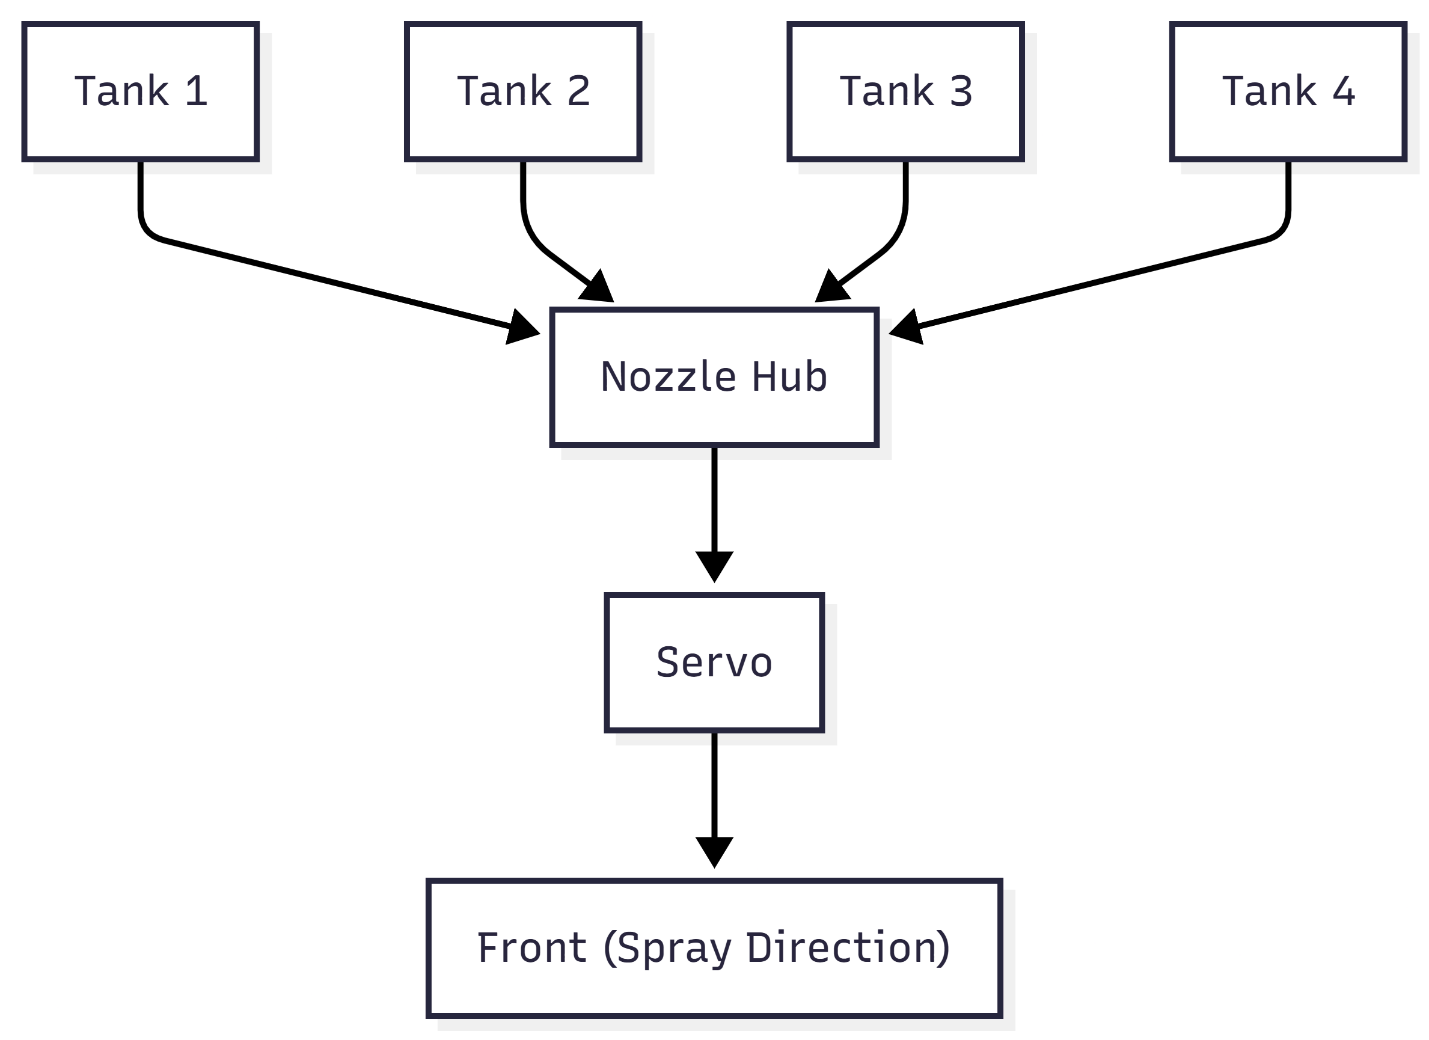 Tank 1
Tank 2
Tank 3
Tank 4
Nozzle Hub
Servo
Front (Spray Direction)